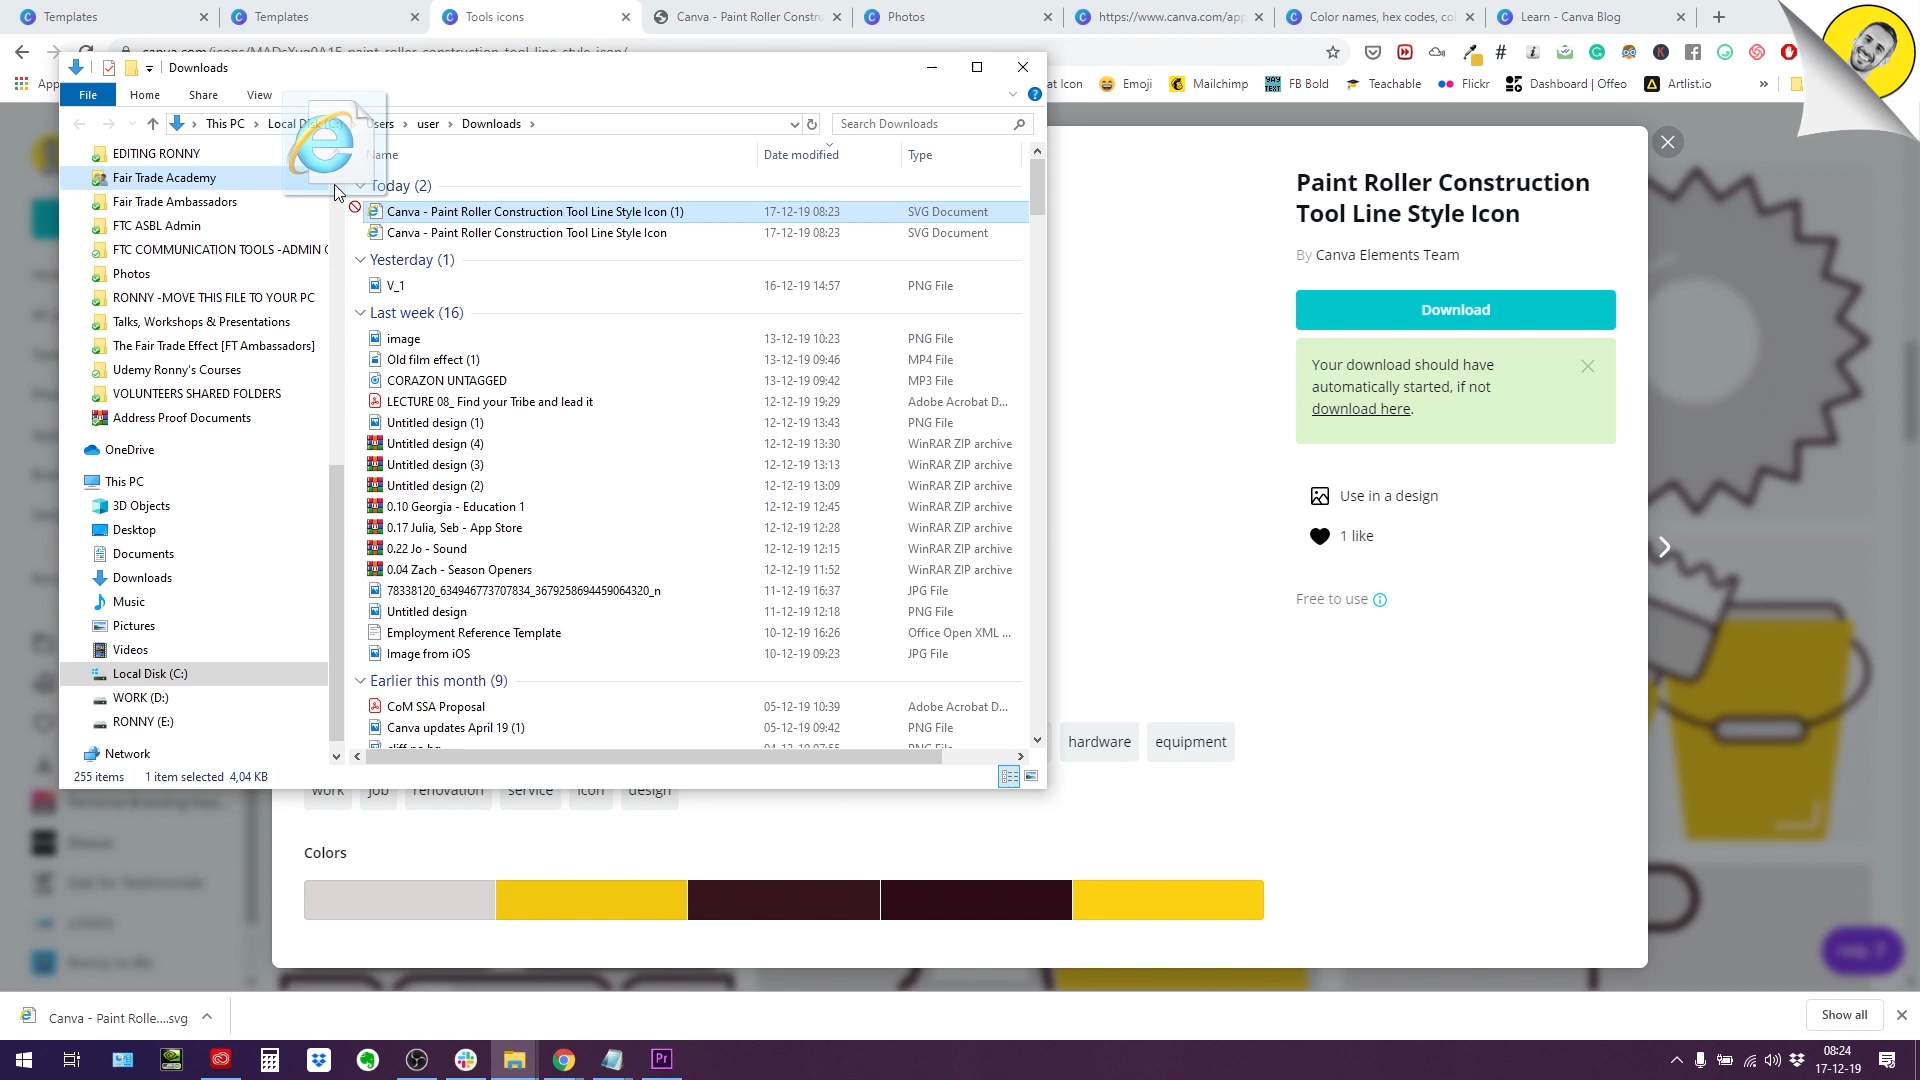 Templates
Templates
Tools icons
Canva - Paint Roller Constru
Photos
https://www.canva.com/app
Color names, hex codes, co
Learn - Canva Blog
Downloads
at Icon
Emoji
Mailchimp
FB Bold
Teachable
Flickr
Dashboard | Offeo
Artlist.io
»
File
Home
Share
View
This PC
Local Disk (C:)
Users
user
Downloads
Search Downloads
Name
Date modified
Type
EDITING RONNY
Fair Trade Academy
Fair Trade Ambassadors
FTC ASBL Admin
FTC COMMUNICATION TOOLS -ADMIN
Photos
RONNY -MOVE THIS FILE TO YOUR PC
Talks, Workshops & Presentations
The Fair Trade Effect [FT Ambassadors]
Udemy Ronny's Courses
VOLUNTEERS SHARED FOLDERS
Address Proof Documents
OneDrive
This PC
3D Objects
Desktop
Documents
Downloads
Music
Pictures
Videos
Local Disk (C:)
WORK (D:)
RONNY (E:)
Network
Today (2)
Canva - Paint Roller Construction Tool Line Style Icon (1) 17-12-19 08:23 SVG Document
Canva - Paint Roller Construction Tool Line Style Icon 17-12-19 08:23 SVG Document
Yesterday (1)
V_1 16-12-19 14:57 PNG File
Last week (16)
image 13-12-19 10:23 PNG File
Old film effect (1) 13-12-19 09:46 MP4 File
CORAZON UNTAGGED 13-12-19 09:42 MP3 File
LECTURE 08_ Find your Tribe and lead it 12-12-19 19:29 Adobe Acrobat D...
Untitled design (1) 12-12-19 13:43 PNG File
Untitled design (4) 12-12-19 13:30 WinRAR ZIP archive
Untitled design (3) 12-12-19 13:13 WinRAR ZIP archive
Untitled design (2) 12-12-19 13:09 WinRAR ZIP archive
0.10 Georgia - Education 1 12-12-19 12:45 WinRAR ZIP archive
0.17 Julia, Seb - App Store 12-12-19 12:28 WinRAR ZIP archive
0.22 Jo - Sound 12-12-19 12:15 WinRAR ZIP archive
0.04 Zach - Season Openers 12-12-19 11:52 WinRAR ZIP archive
78338120_634946773707834_3679258694459064320_n 11-12-19 16:37 JPG File
Untitled design 11-12-19 12:18 PNG File
Employment Reference Template 10-12-19 16:26 Office Open XML ...
Image from iOS 10-12-19 09:23 JPG File
Earlier this month (9)
CoM SSA Proposal 05-12-19 10:39 Adobe Acrobat D...
Canva updates April 19 (1) 05-12-19 09:42 PNG File
255 items 1 item selected 4,04 KB
Paint Roller Construction
Tool Line Style Icon
By Canva Elements Team
Download
Your download should have
automatically started, if not
download here.
Use in a design
1 like
Free to use
hardware
equipment
work
job
renovation
service
icon
design
Colors
Canva - Paint Rolle....svg
Show all
08:24
17-12-19